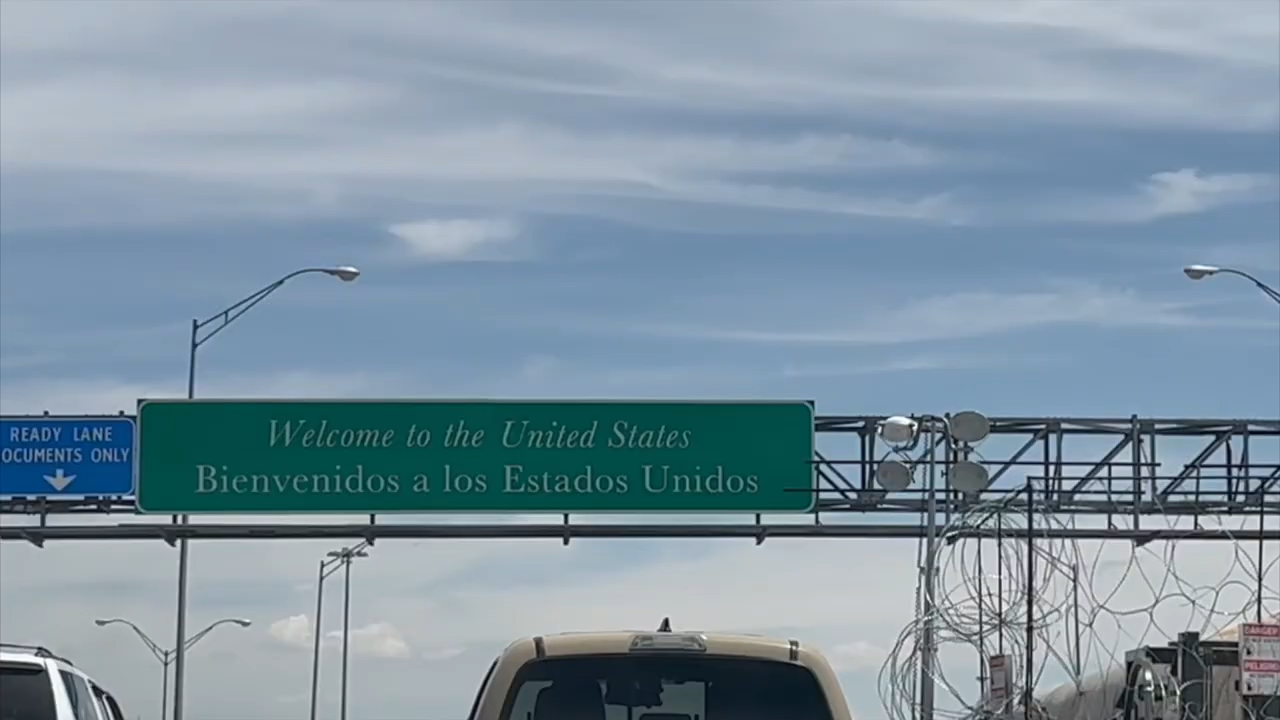 READY LANE
OCUMENTS ONLY
Welcome to the United States
Bienvenidos a los Estados Unidos
DANGER
PELIGRO